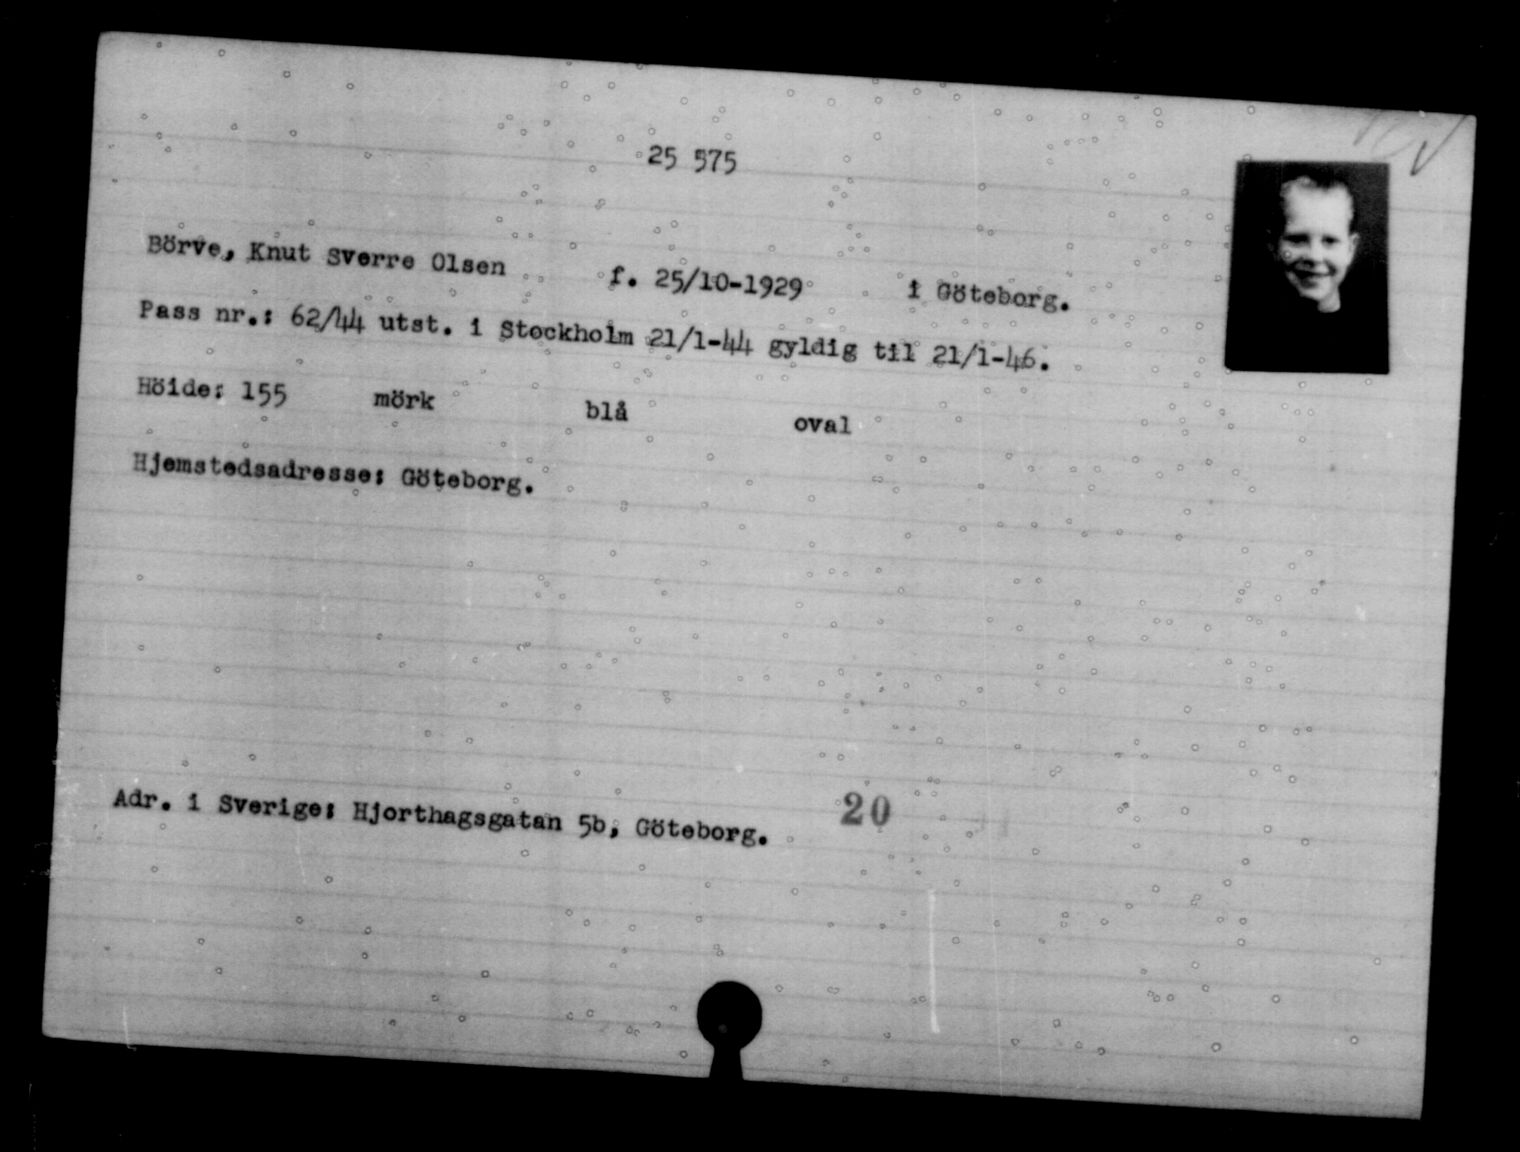 25 575
Börve, Knut Sverre Olsen f. 25/10-1929 i Göteborg.
Pass nr.: 62/44 utst. i Stockholm 21/1-44 gyldig til 21/1-46.
Höide: 155 mörk blå oval
Hjemstedsadresse: Göteborg.
Adr. i Sverige: Hjorthagsgatan 5b, Göteborg. 20